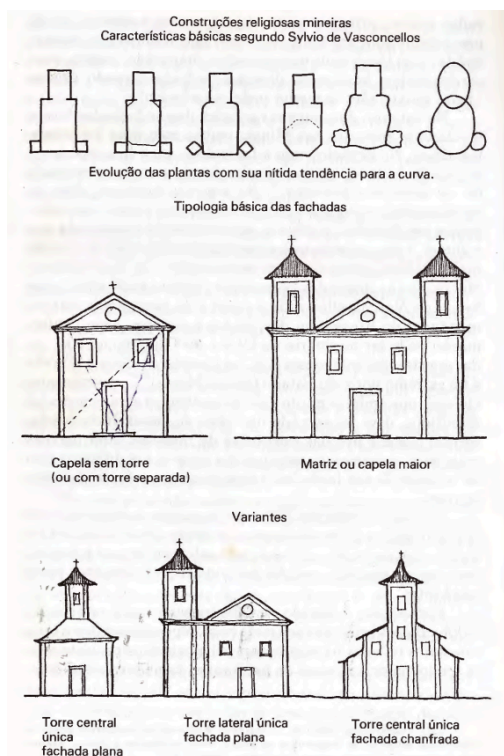 Construções religiosas mineiras
Características básicas segundo Sylvio de Vasconcellos
Evolução das plantas com sua nítida tendência para a curva.
Tipologia básica das fachadas
Capela sem torre
(ou com torre separada)
Matriz ou capela maior
Variantes
Torre central
única
fachada plana
Torre lateral única
fachada plana
Torre central única
fachada chanfrada